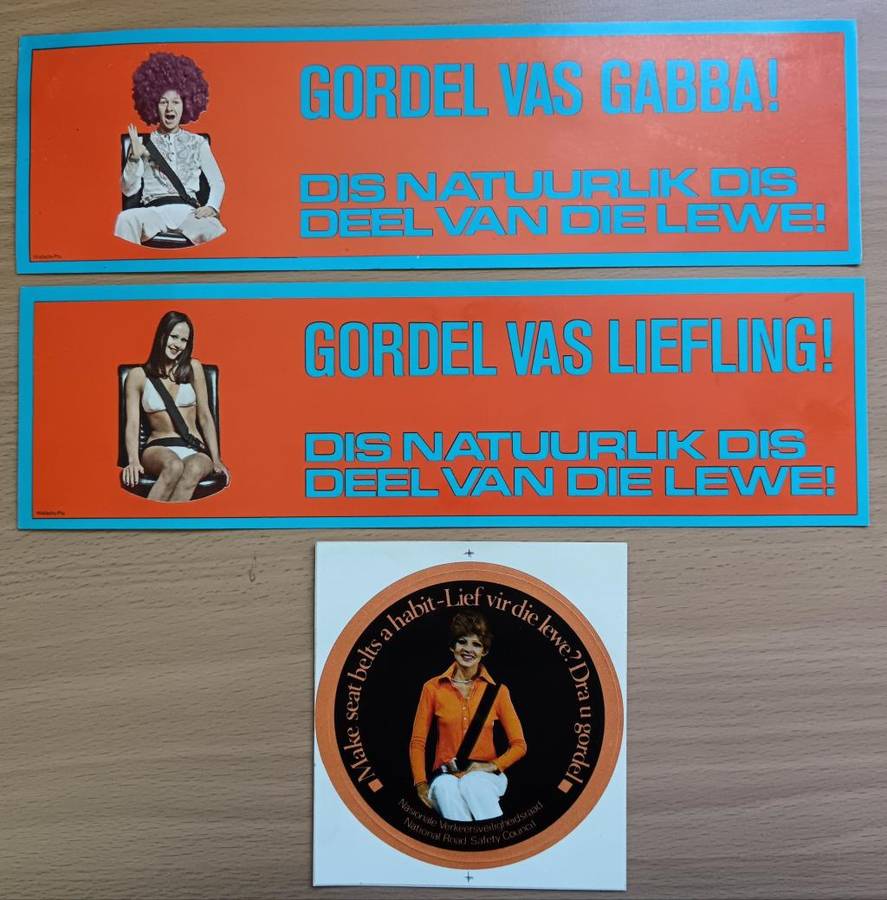 GORDEL VAS GABBA!
DIS NATUURLIK DIS
DEEL VAN DIE LEWE!
GORDEL VAS LIEFLING!
DIS NATUURLIK DIS
DEEL VAN DIE LEWE!
Make seat belts a habit-Lief vir die lewe? Dra u gordel
Nasionale Verkeersveiligheidsraad
National Road Safety Council